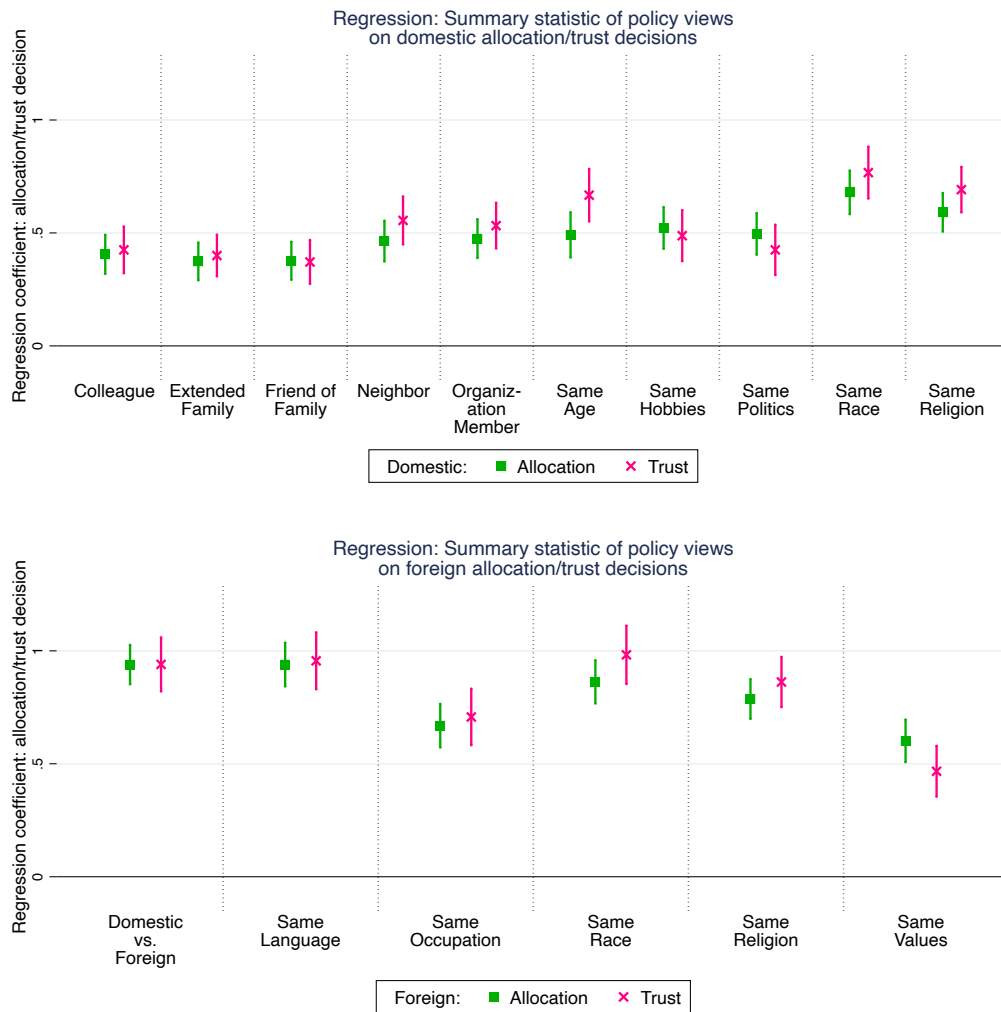 Regression: Summary statistic of policy views
on domestic allocation/trust decisions
Regression coefficient: allocation/trust decision
1
.5
0
Colleague
Extended
Family
Friend of
Family
Neighbor
Organiz-
ation
Member
Same
Age
Same
Hobbies
Same
Politics
Same
Race
Same
Religion
Domestic: Allocation Trust
Regression: Summary statistic of policy views
on foreign allocation/trust decisions
Regression coefficient: allocation/trust decision
1
.5
0
Domestic
vs.
Foreign
Same
Language
Same
Occupation
Same
Race
Same
Religion
Same
Values
Foreign: Allocation Trust